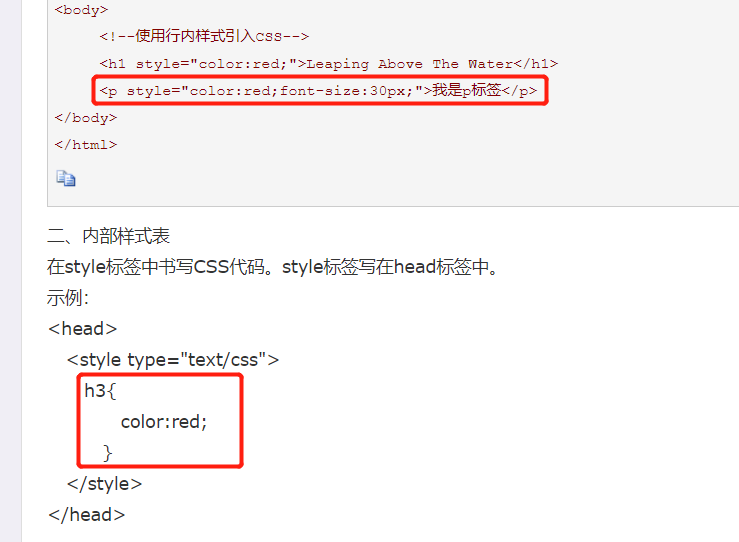 <body>
<!--使用行内样式引入CSS-->
<h1 style="color:red;">Leaping Above The Water</h1>
<p style="color:red;font-size:30px;">我是p标签</p>
</body>
</html>
二、内部样式表
在style标签中书写CSS代码。style标签写在head标签中。
示例：
<head>
<style type="text/css">
h3{
color:red;
}
</style>
</head>